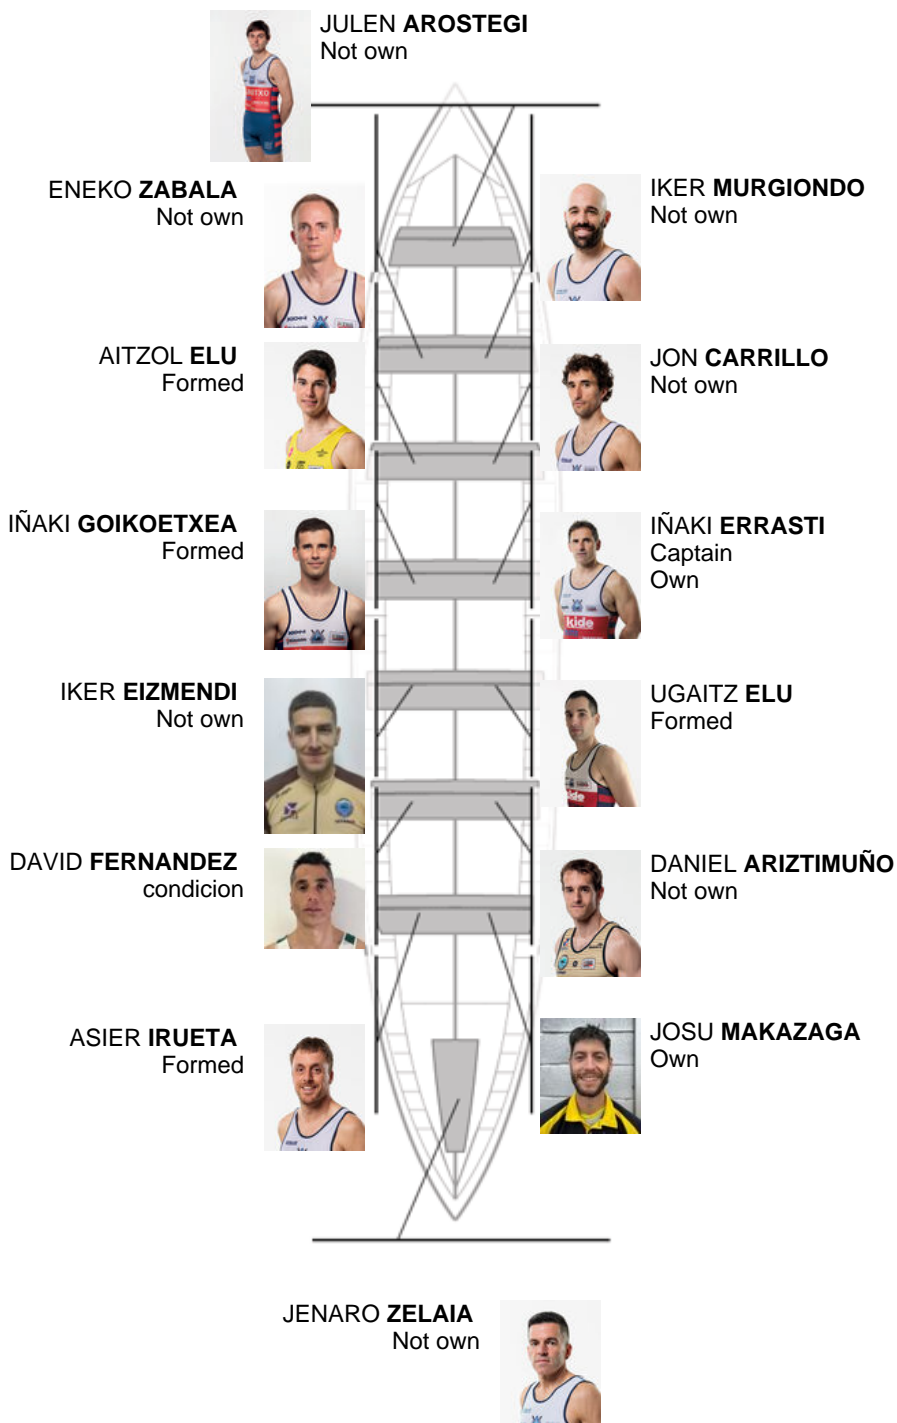 JULEN AROSTEGI
Not own
ENEKO ZABALA
Not own
IKER MURGIONDO
Not own
AITZOL ELU
Formed
JON CARRILLO
Not own
IÑAKI GOIKOETXEA
Formed
IÑAKI ERRASTI
Captain
Own
kide
IKER EIZMENDI
Not own
UGAITZ ELU
Formed
kide
DAVID FERNANDEZ
condicion
DANIEL ARIZTIMUÑO
Not own
ASIER IRUETA
Formed
JOSU MAKAZAGA
Own
JENARO ZELAIA
Not own